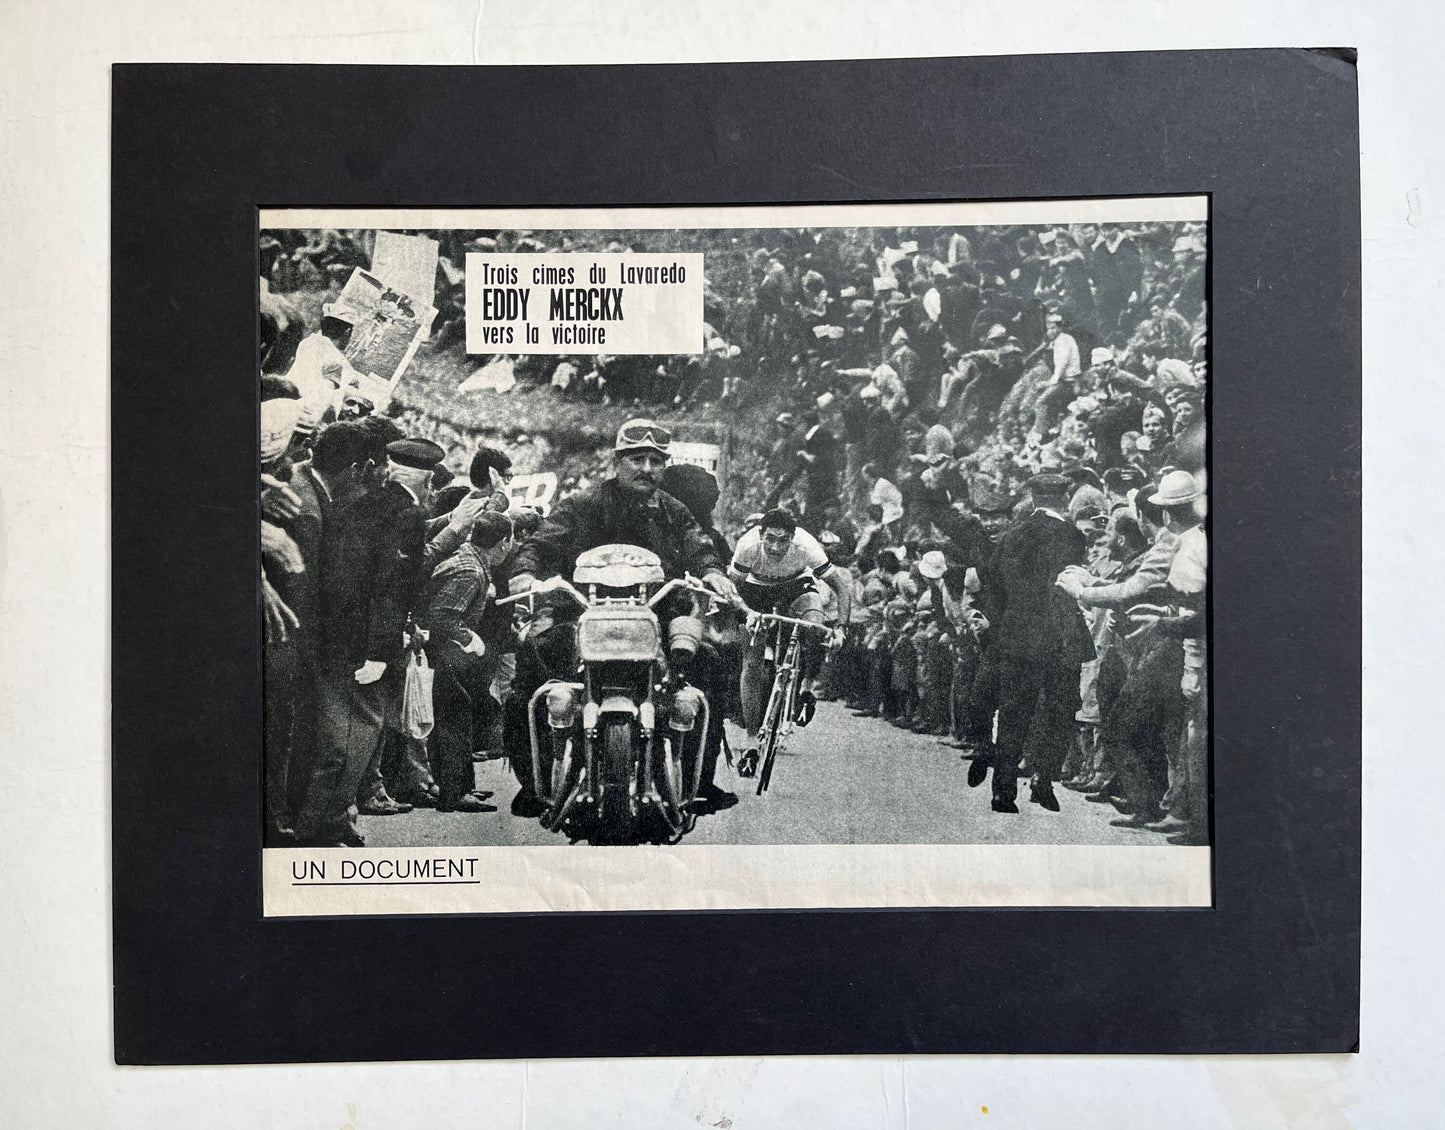 Trois cimes du Lavaredo
EDDY MERCKX
vers la victoire
UN DOCUMENT